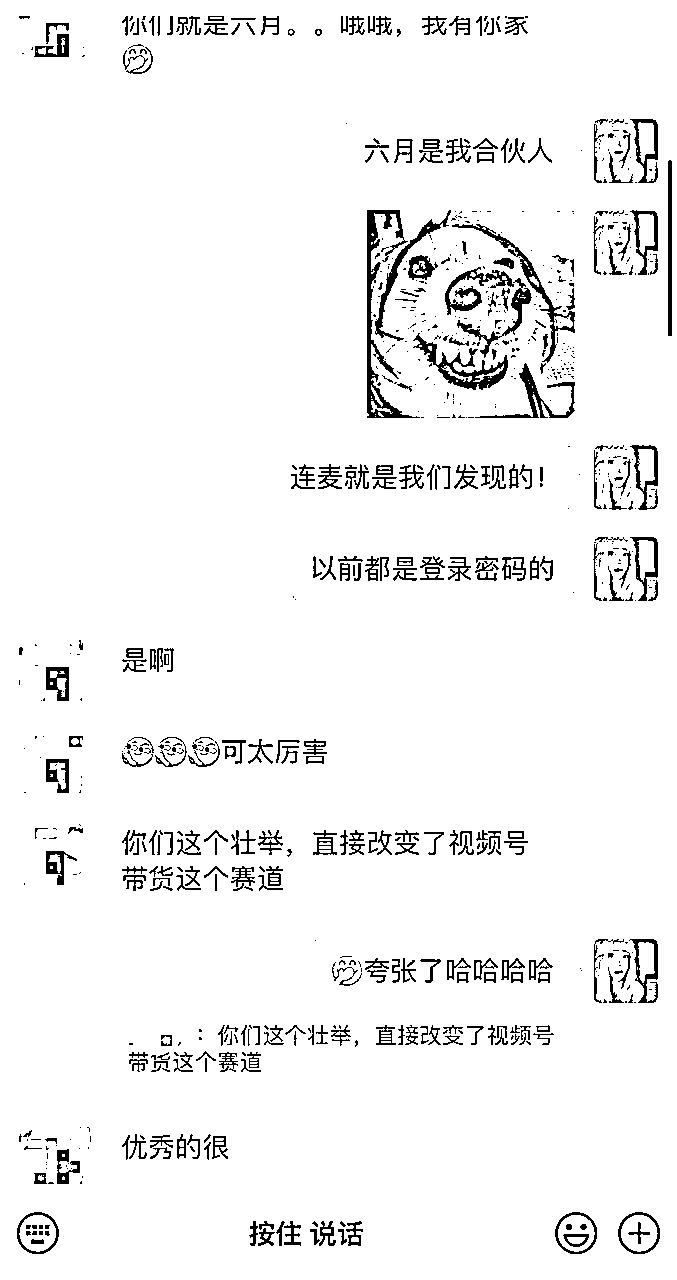 你们就是六月。。哦哦，我有你家
六月是我合伙人
连麦就是我们发现的！
以前都是登录密码的
是啊
可太厉害
你们这个壮举，直接改变了视频号
带货这个赛道
夸张了哈哈哈哈
：你们这个壮举，直接改变了视频号
带货这个赛道
优秀的很
按住 说话